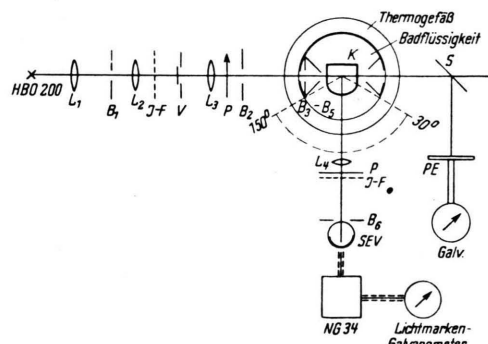 Thermogefäß
Badflüssigkeit
K
S
HBO 200
L1
B1
L2
J-F
V
L3
P
B2
B3-B5
150°
30°
L4
P
J-F
PE
B6
SEV
Galv.
NG 34
Lichtmarken-
Galvanometer